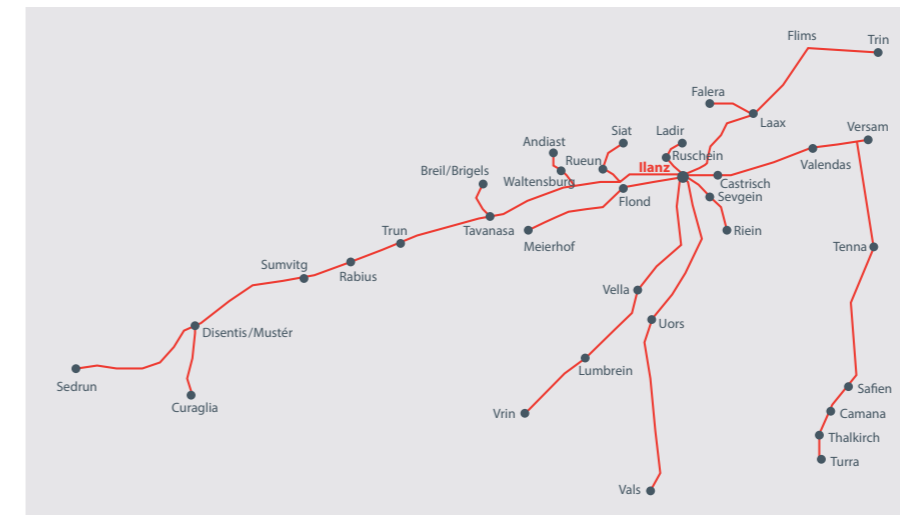 Flims
Trin
Falera
Laax
Versam
Siat
Ladir
Andiast
Rueun
Ruschein
Valendas
Ilanz
Breil/Brigels
Waltensburg
Castrisch
Flond
Sevgein
Trun
Tavanasa
Riein
Meierhof
Tenna
Sumvitg
Rabius
Vella
Uors
Disentis/Mustér
Lumbrein
Sedrun
Safien
Curaglia
Vrin
Camana
Thalkirch
Turra
Vals